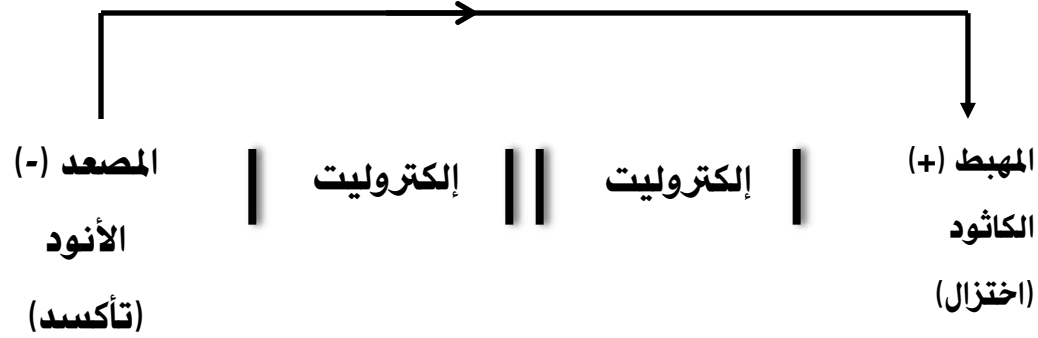 المهبط (+)
الكاثود
(اختزال)
إلكتروليت
إلكتروليت
المصعد (-)
الأنود
(تأكسد)